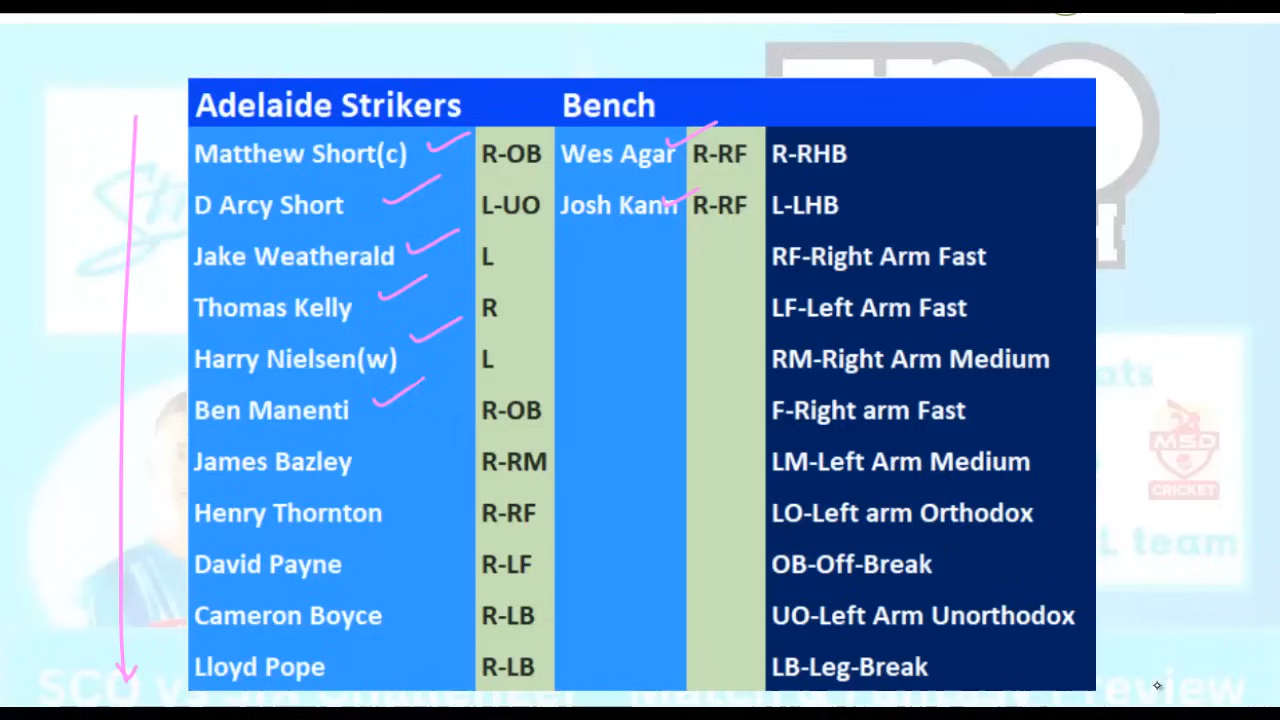 Adelaide Strikers Bench
Matthew Short(c) R-OB Wes Agar R-RF R-RHB
D Arcy Short L-UO Josh Kann R-RF L-LHB
Jake Weatherald L RF-Right Arm Fast
Thomas Kelly R LF-Left Arm Fast
Harry Nielsen(w) L RM-Right Arm Medium
Ben Manenti R-OB F-Right arm Fast
James Bazley R-RM LM-Left Arm Medium
Henry Thornton R-RF LO-Left arm Orthodox
David Payne R-LF OB-Off-Break
Cameron Boyce R-LB UO-Left Arm Unorthodox
Lloyd Pope R-LB LB-Leg-Break
MSD
CRICKET
L team